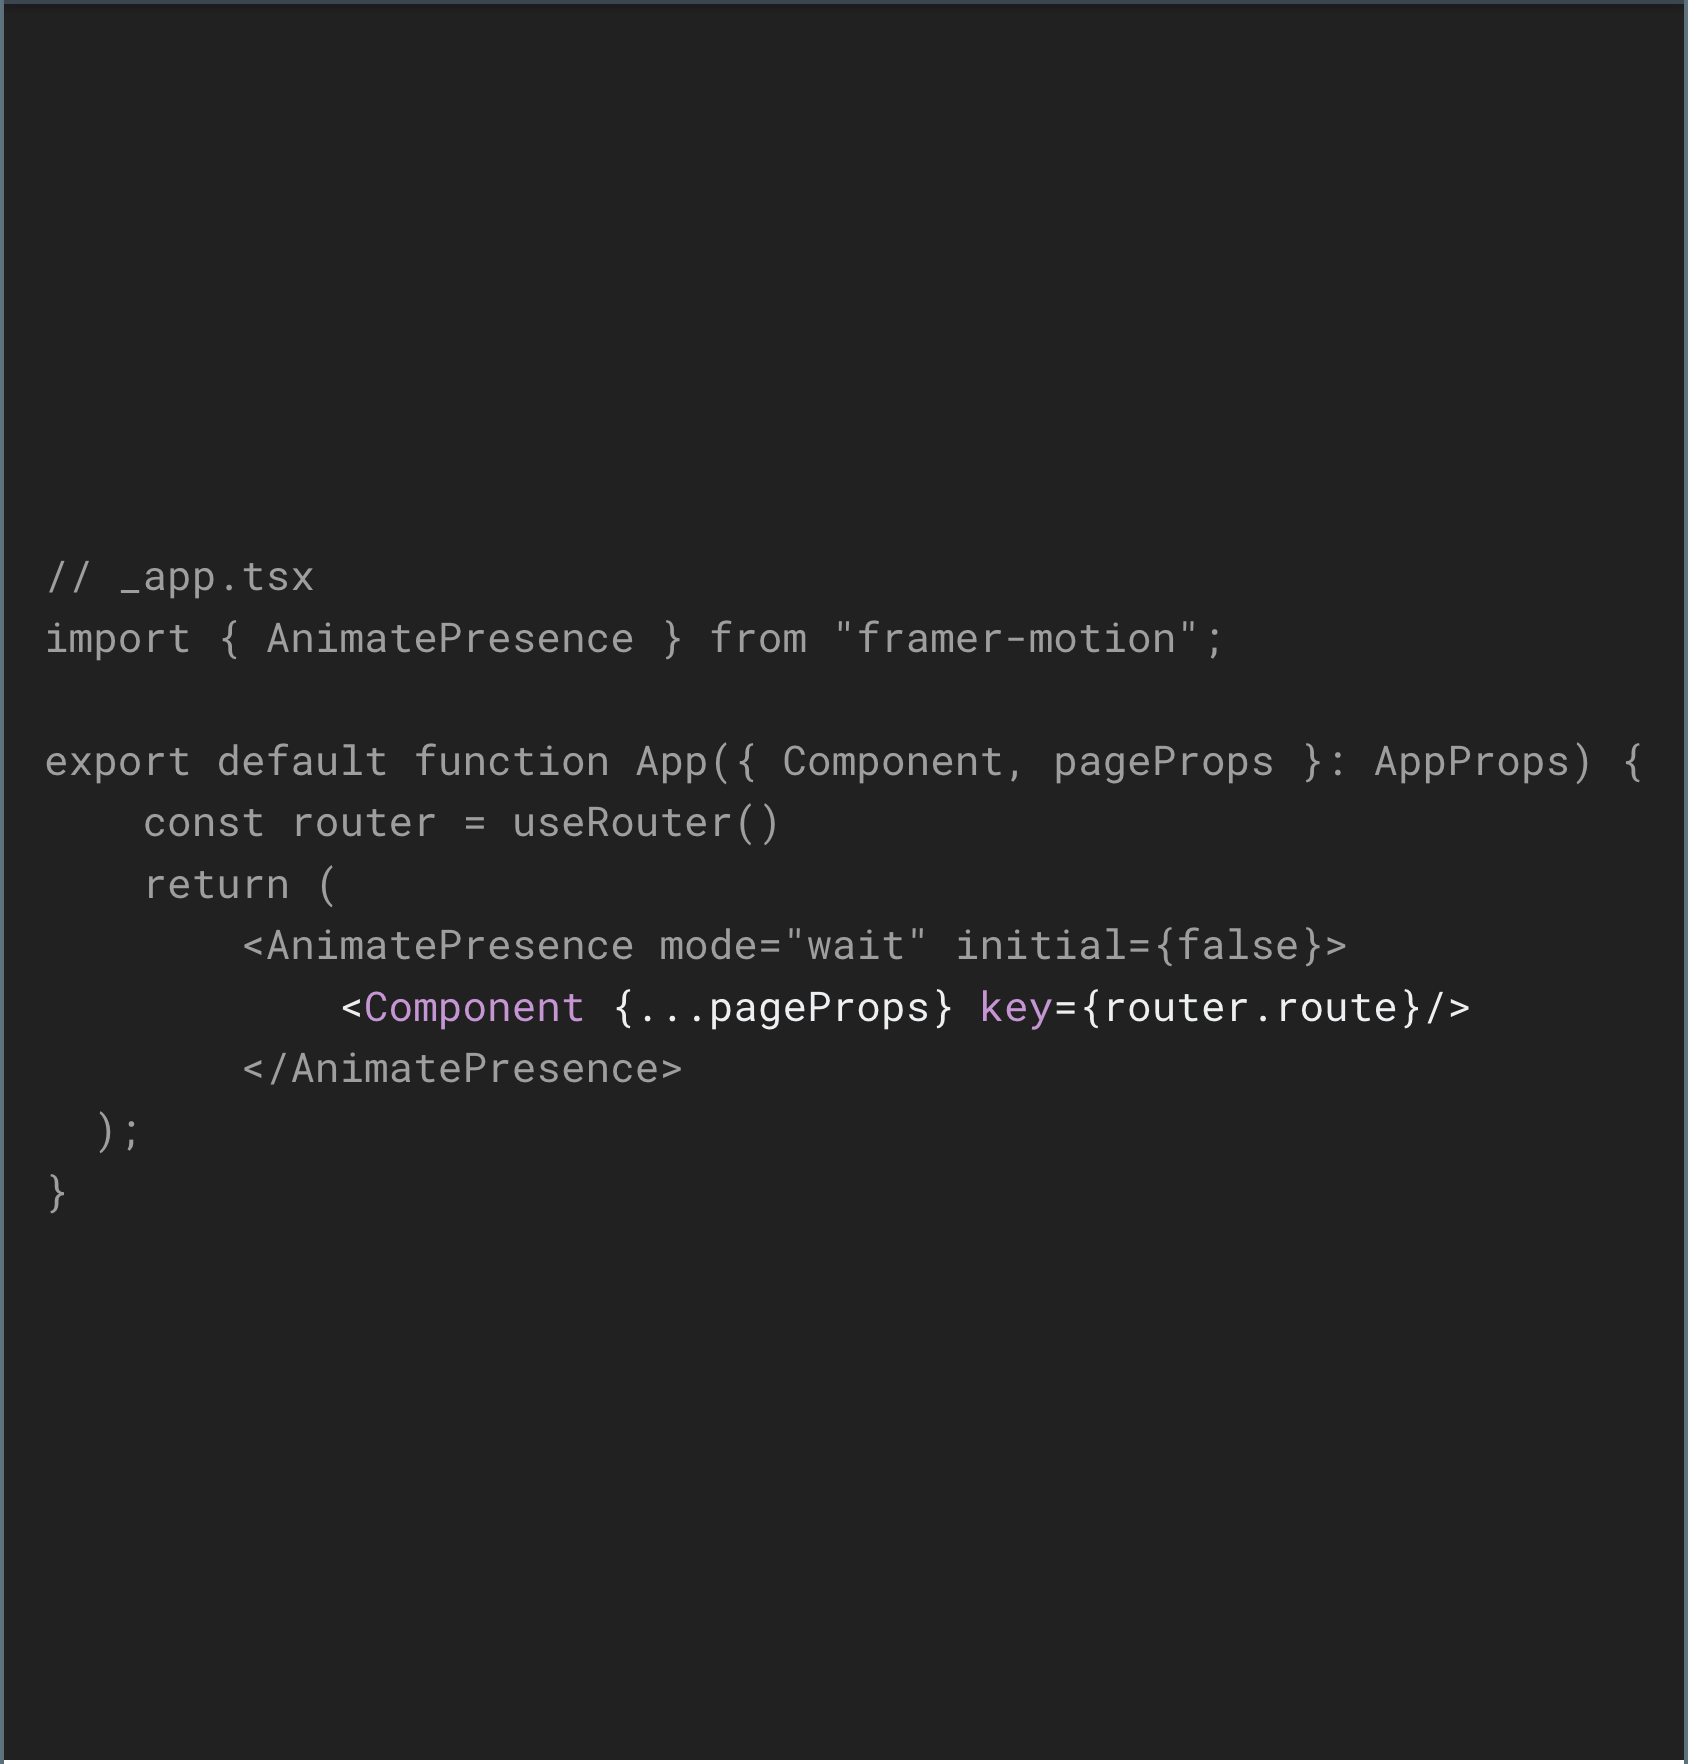 // _app.tsx
import { AnimatePresence } from "framer-motion";

export default function App({ Component, pageProps }: AppProps) {
    const router = useRouter()
    return (
        <AnimatePresence mode="wait" initial={false}>
            <Component {...pageProps} key={router.route}/>
        </AnimatePresence>
  );
}